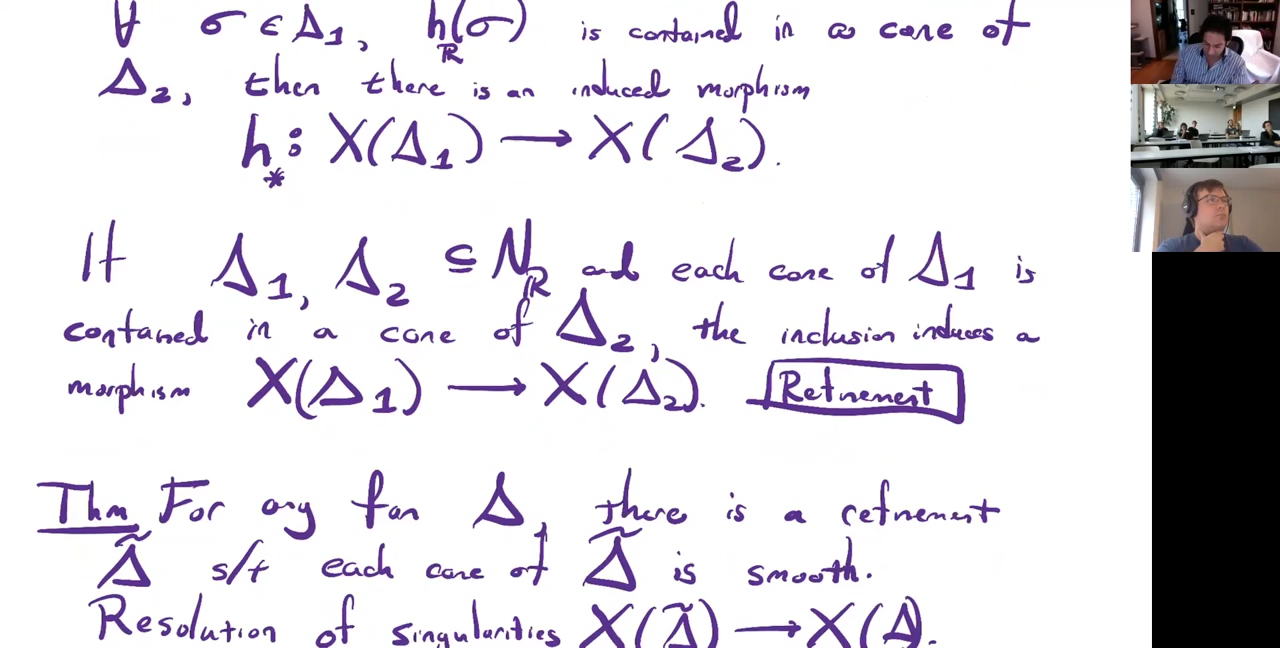 ∀ σ ∈ Δ₁, h_ℝ(σ) is contained in a cone of
Δ₂, then there is an induced morphism
h_* : X(Δ₁) → X(Δ₂).
If Δ₁, Δ₂ ⊆ N_ℝ and each cone of Δ₁ is
contained in a cone of Δ₂, the inclusion induces a
morphism X(Δ₁) → X(Δ₂). Refinement
Thm For any fan Δ, there is a refinement
Δ̃ s/t each cone of Δ̃ is smooth.
Resolution of singularities X(Δ̃) → X(Δ).